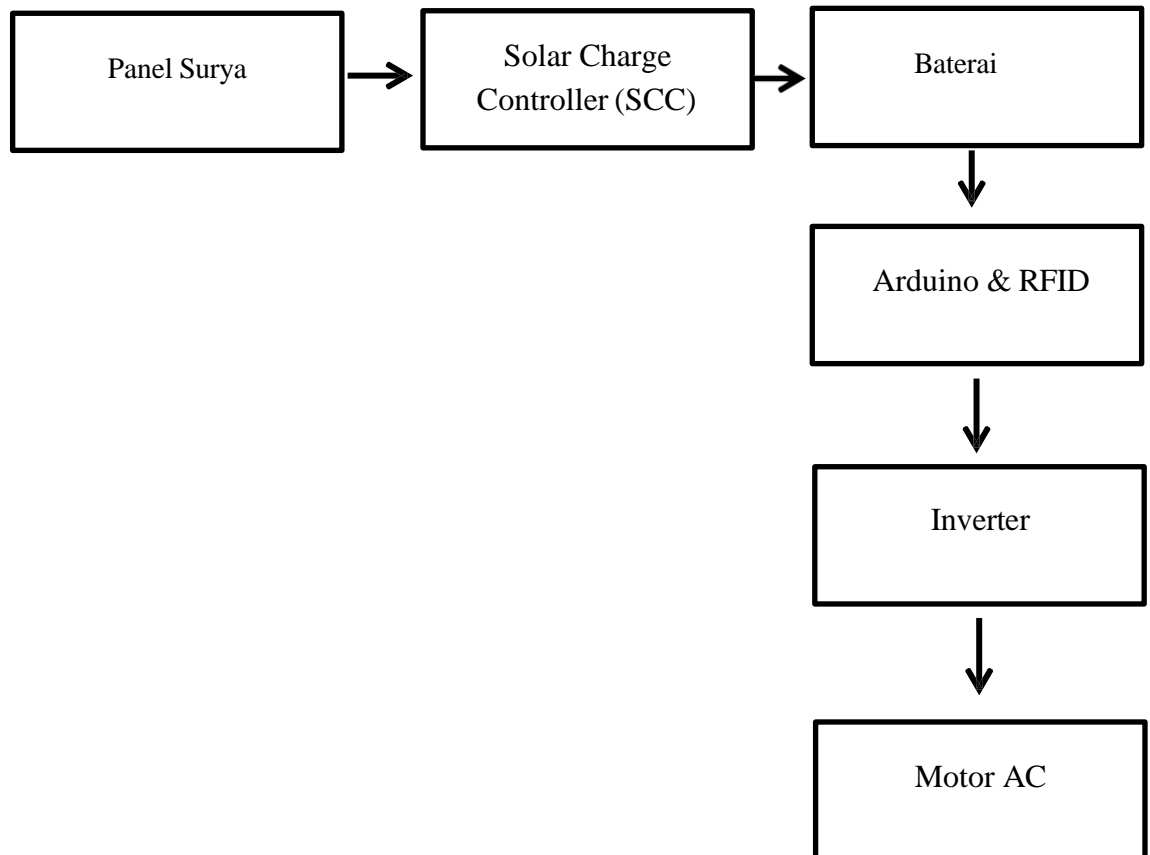 Panel Surya
Solar Charge
Controller (SCC)
Baterai
Arduino & RFID
Inverter
Motor AC